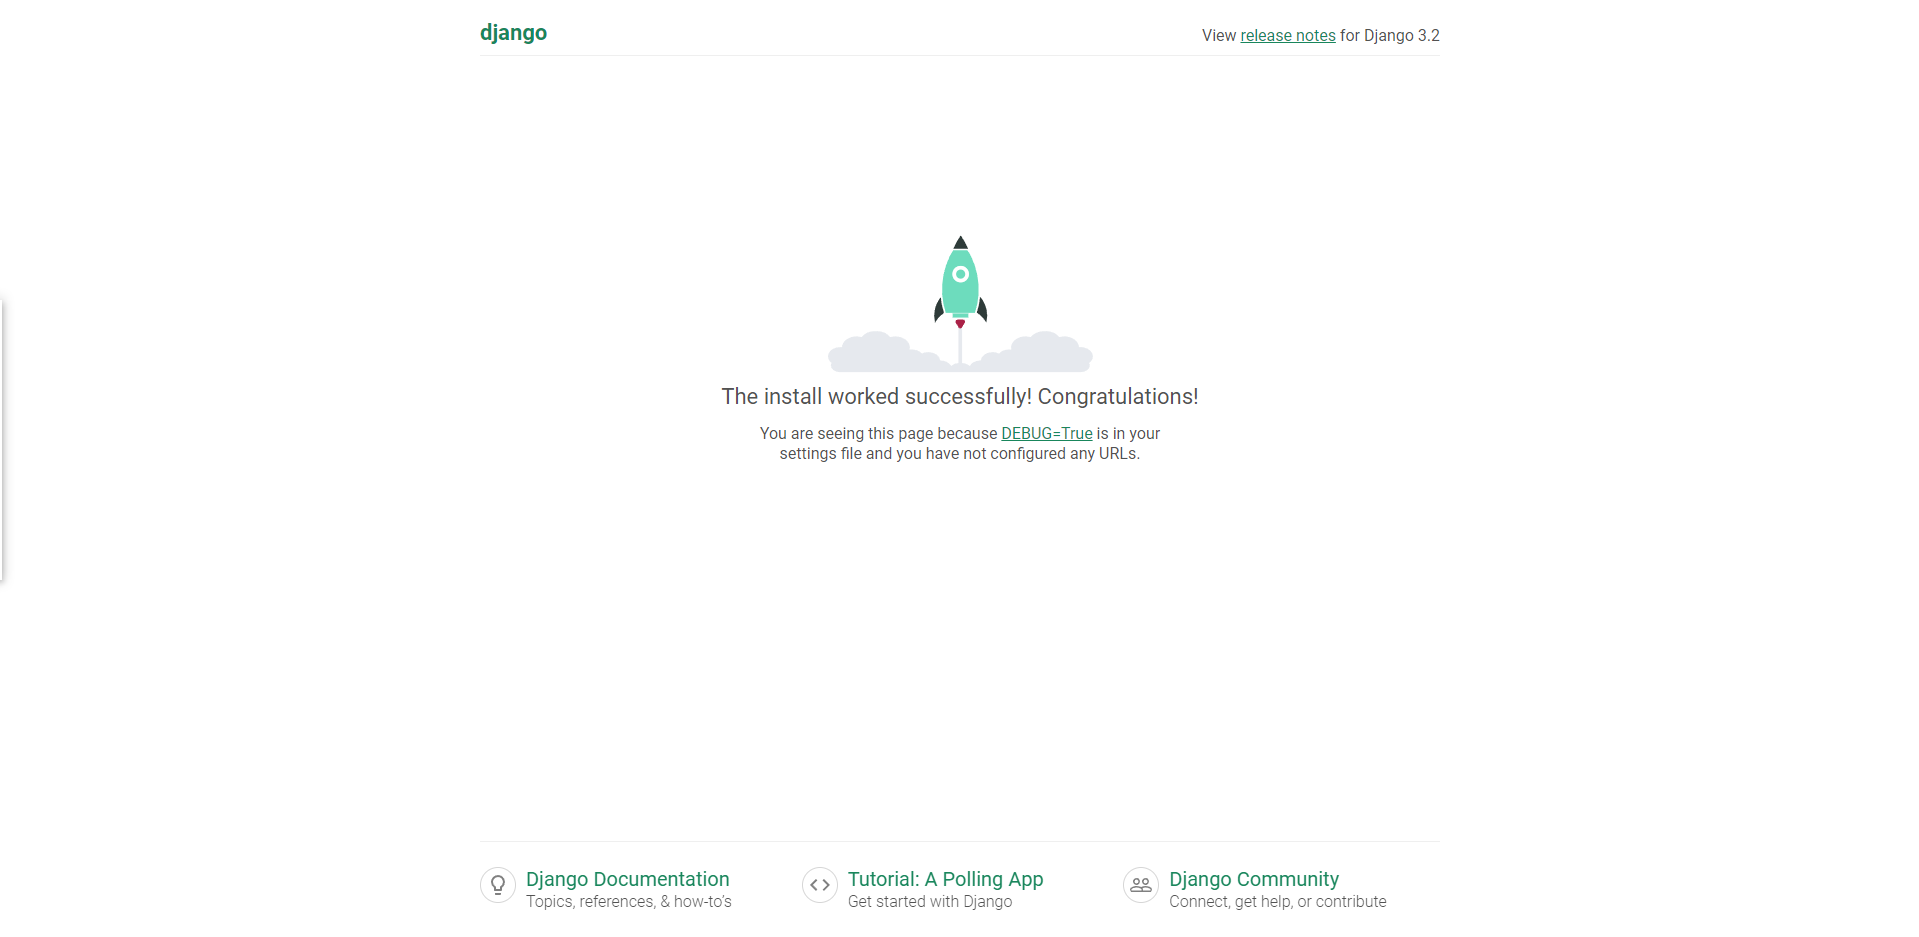 django
View release notes for Django 3.2
The install worked successfully! Congratulations!
You are seeing this page because DEBUG=True is in your
settings file and you have not configured any URLs.
Django Documentation
Topics, references, & how-to’s
Tutorial: A Polling App
Get started with Django
Django Community
Connect, get help, or contribute